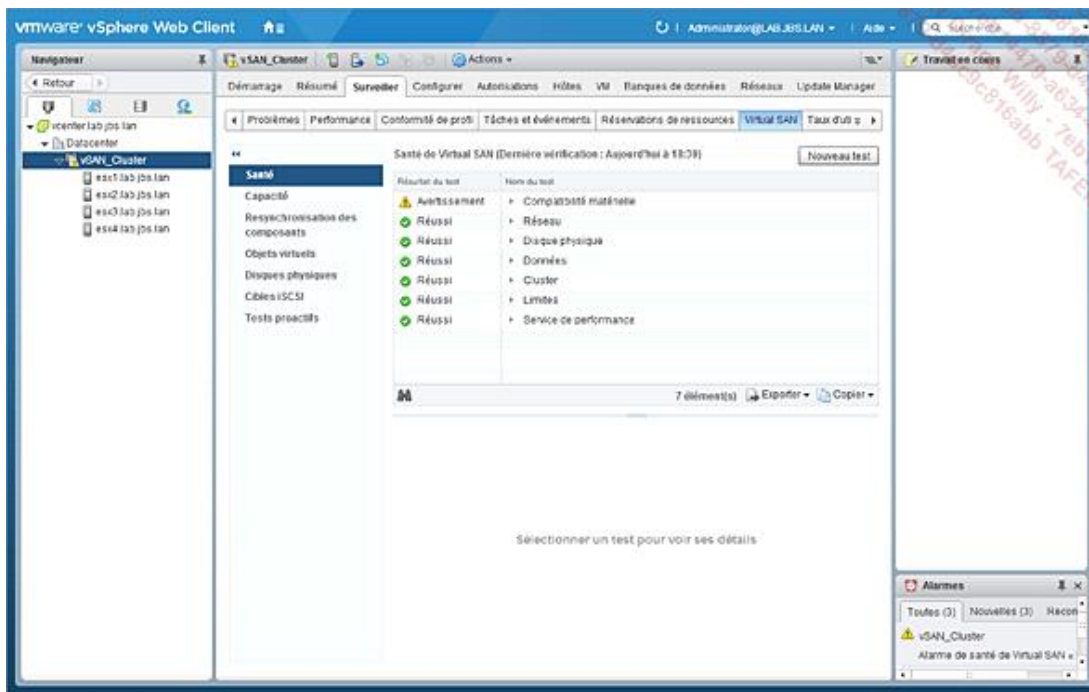 vmware® vSphere Web Client
Administrator@LAB.JBS.LAN
Aide
Navigateur
vSAN_Cluster
Actions
Travail en cours
Retour
Démarrage Résumé Surveiller Configurer Autorisations Hôtes VM Banques de données Réseaux Update Manager
Problèmes Performance Conformité de profi Tâches et événements Réservations de ressources Virtual SAN Taux d'uti
vcenter.lab.jbs.lan
Datacenter
vSAN_Cluster
esx1.lab.jbs.lan
esx2.lab.jbs.lan
esx3.lab.jbs.lan
esx4.lab.jbs.lan
Santé
Capacité
Resynchronisation des
composants
Objets virtuels
Disques physiques
Cibles iSCSI
Tests proactifs
Santé de Virtual SAN (Dernière vérification : Aujourd'hui à 18:39)
Nouveau test
Résultat du test Nom du test
Avertissement Compatibilité matérielle
Réussi Réseau
Réussi Disque physique
Réussi Données
Réussi Cluster
Réussi Limites
Réussi Service de performance
7 élément(s) Exporter Copier
Sélectionner un test pour voir ses détails
Alarmes
Toutes (3) Nouvelles (3) Recon
vSAN_Cluster
Alarme de santé de Virtual SAN «